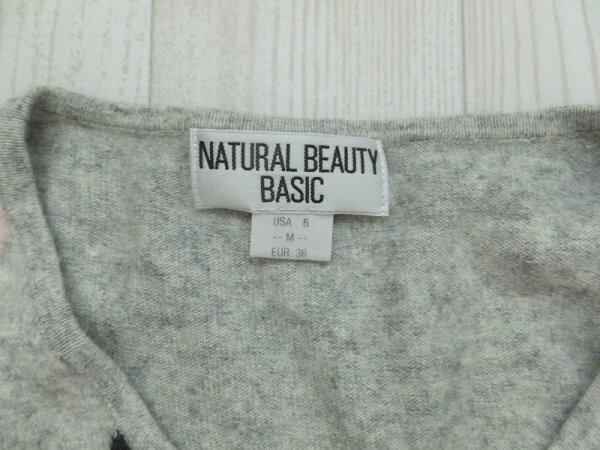 NATURAL BEAUTY
BASIC
USA 6
-- M --
EUR 36